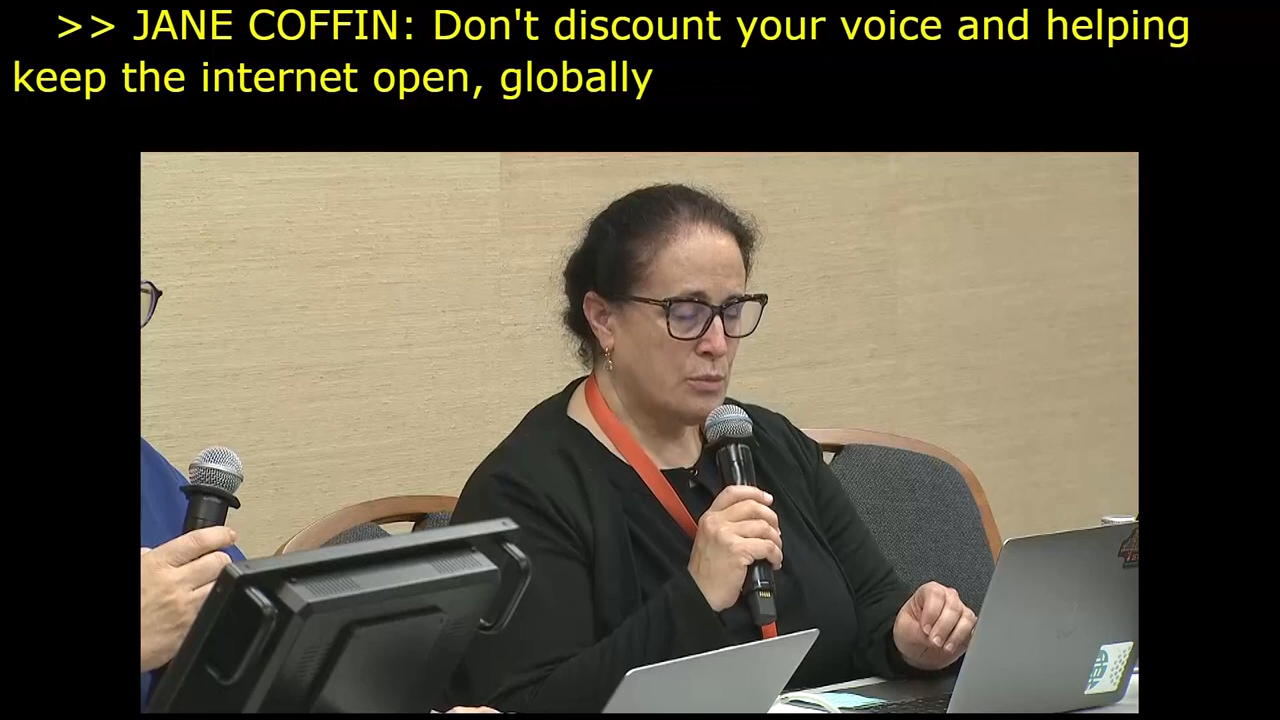 >> JANE COFFIN: Don't discount your voice and helping
keep the internet open, globally